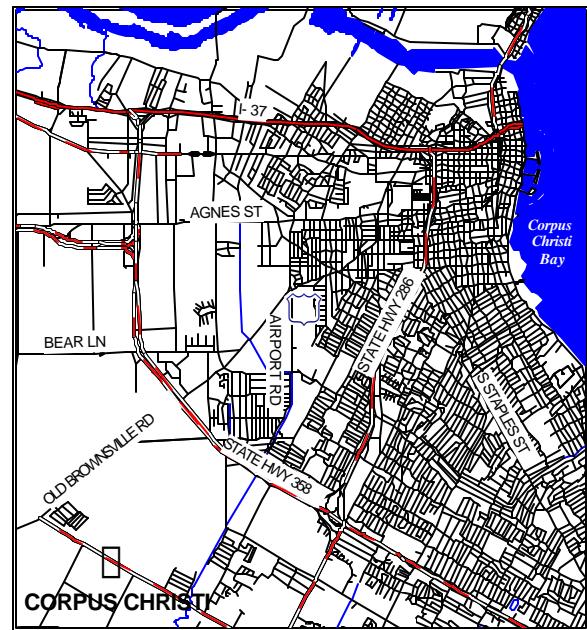 I- 37
AGNES ST
Corpus
Christi
Bay
STATE HWY 286
AIRPORT RD
BEAR LN
S STAPLES ST
OLD BROWNSVILLE RD
STATE HWY 358
CORPUS CHRISTI